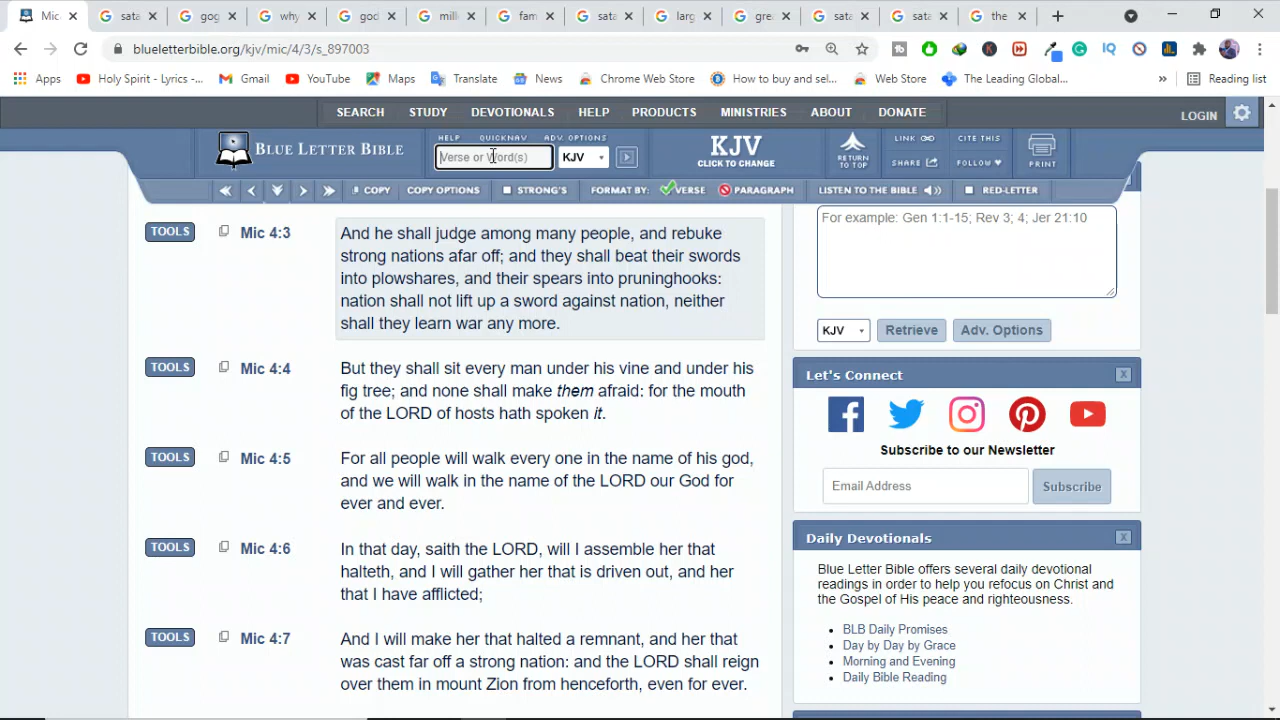 Mic
sata
gog
why
god
mille
fam
sata
larg
grea
sata
sata
the
blueletterbible.org/kjv/mic/4/3/s_897003
Apps
Holy Spirit - Lyrics -...
Gmail
YouTube
Maps
Translate
News
Chrome Web Store
How to buy and sel...
Web Store
The Leading Global...
»
Reading list
SEARCH STUDY DEVOTIONALS HELP PRODUCTS MINISTRIES ABOUT DONATE
LOGIN
BLUE LETTER BIBLE
HELP QUICKNAV ADV. OPTIONS
Verse or Word(s)
KJV
KJV
CLICK TO CHANGE
RETURN
TO TOP
LINK
CITE THIS
SHARE
FOLLOW
PRINT
COPY COPY OPTIONS STRONG'S FORMAT BY: VERSE PARAGRAPH LISTEN TO THE BIBLE RED-LETTER
TOOLS Mic 4:3
And he shall judge among many people, and rebuke
strong nations afar off; and they shall beat their swords
into plowshares, and their spears into pruninghooks:
nation shall not lift up a sword against nation, neither
shall they learn war any more.
TOOLS Mic 4:4
But they shall sit every man under his vine and under his
fig tree; and none shall make them afraid: for the mouth
of the LORD of hosts hath spoken it.
TOOLS Mic 4:5
For all people will walk every one in the name of his god,
and we will walk in the name of the LORD our God for
ever and ever.
TOOLS Mic 4:6
In that day, saith the LORD, will I assemble her that
halteth, and I will gather her that is driven out, and her
that I have afflicted;
TOOLS Mic 4:7
And I will make her that halted a remnant, and her that
was cast far off a strong nation: and the LORD shall reign
over them in mount Zion from henceforth, even for ever.
For example: Gen 1:1-15; Rev 3; 4; Jer 21:10
KJV
Retrieve
Adv. Options
Let's Connect
Subscribe to our Newsletter
Email Address
Subscribe
Daily Devotionals
Blue Letter Bible offers several daily devotional
readings in order to help you refocus on Christ and
the Gospel of His peace and righteousness.
BLB Daily Promises
Day by Day by Grace
Morning and Evening
Daily Bible Reading